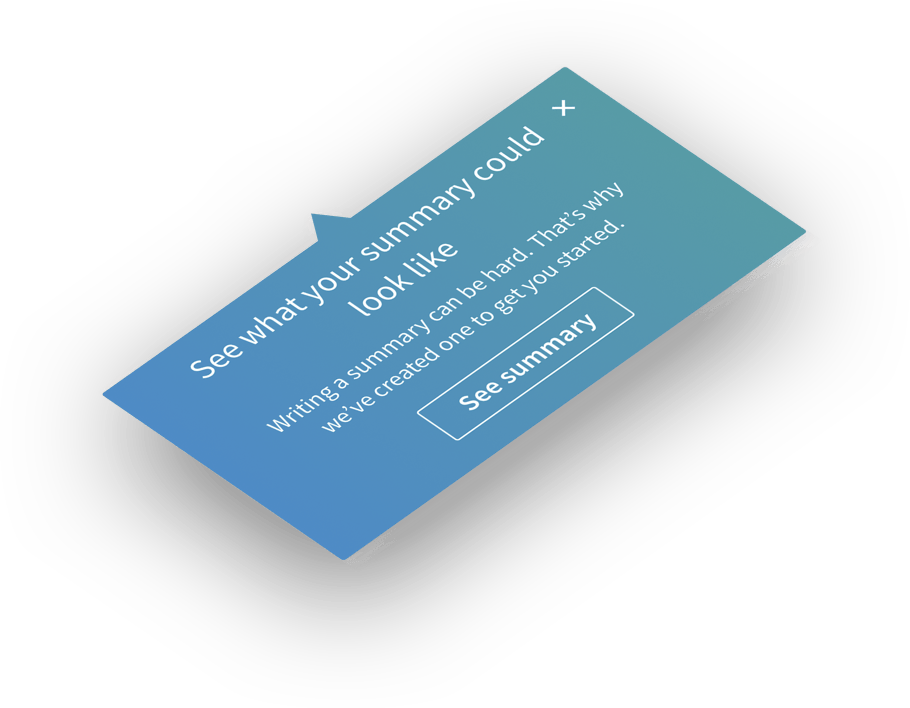 See what your summary could
look like
Writing a summary can be hard. That’s why
we’ve created one to get you started.
See summary